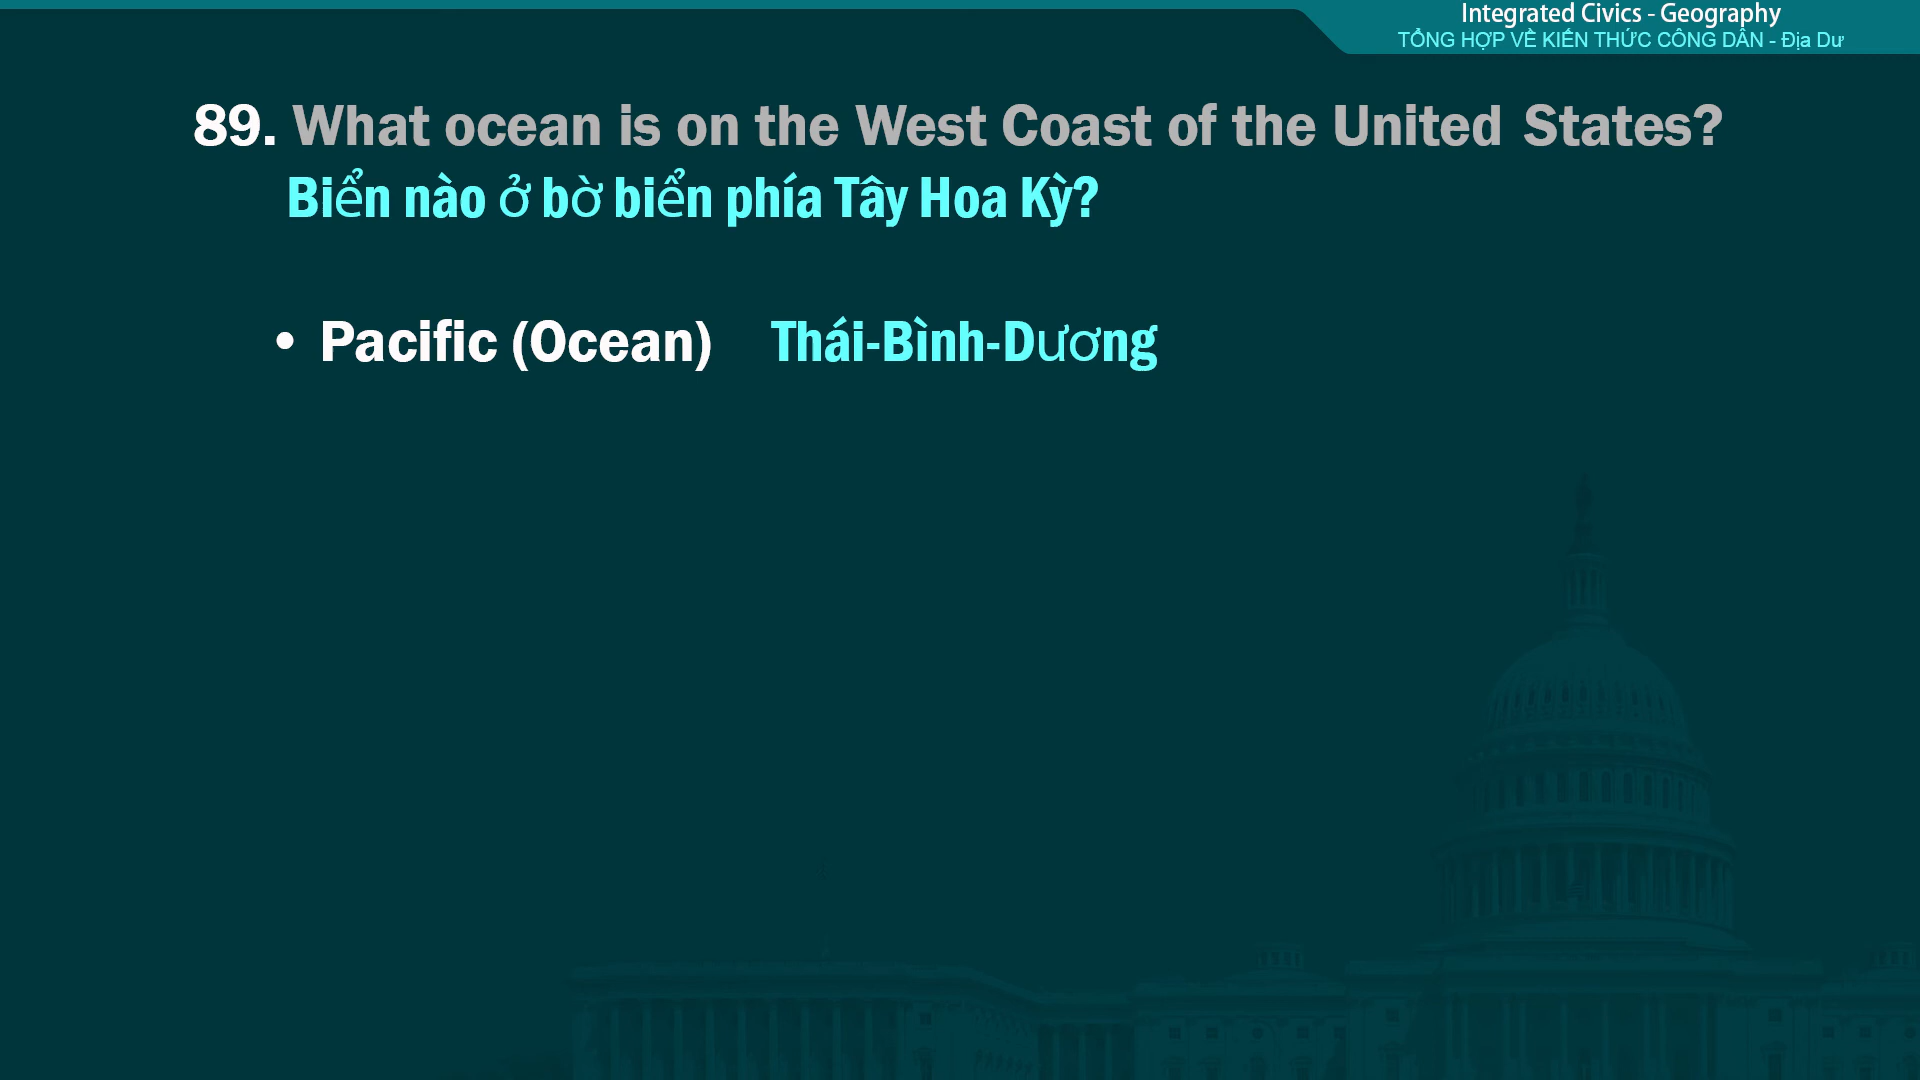 Integrated Civics - Geography
TỔNG HỢP VỀ KIẾN THỨC CÔNG DÂN - Địa Dư
89. What ocean is on the West Coast of the United States?
Biển nào ở bờ biển phía Tây Hoa Kỳ?
• Pacific (Ocean) Thái-Bình-Dương